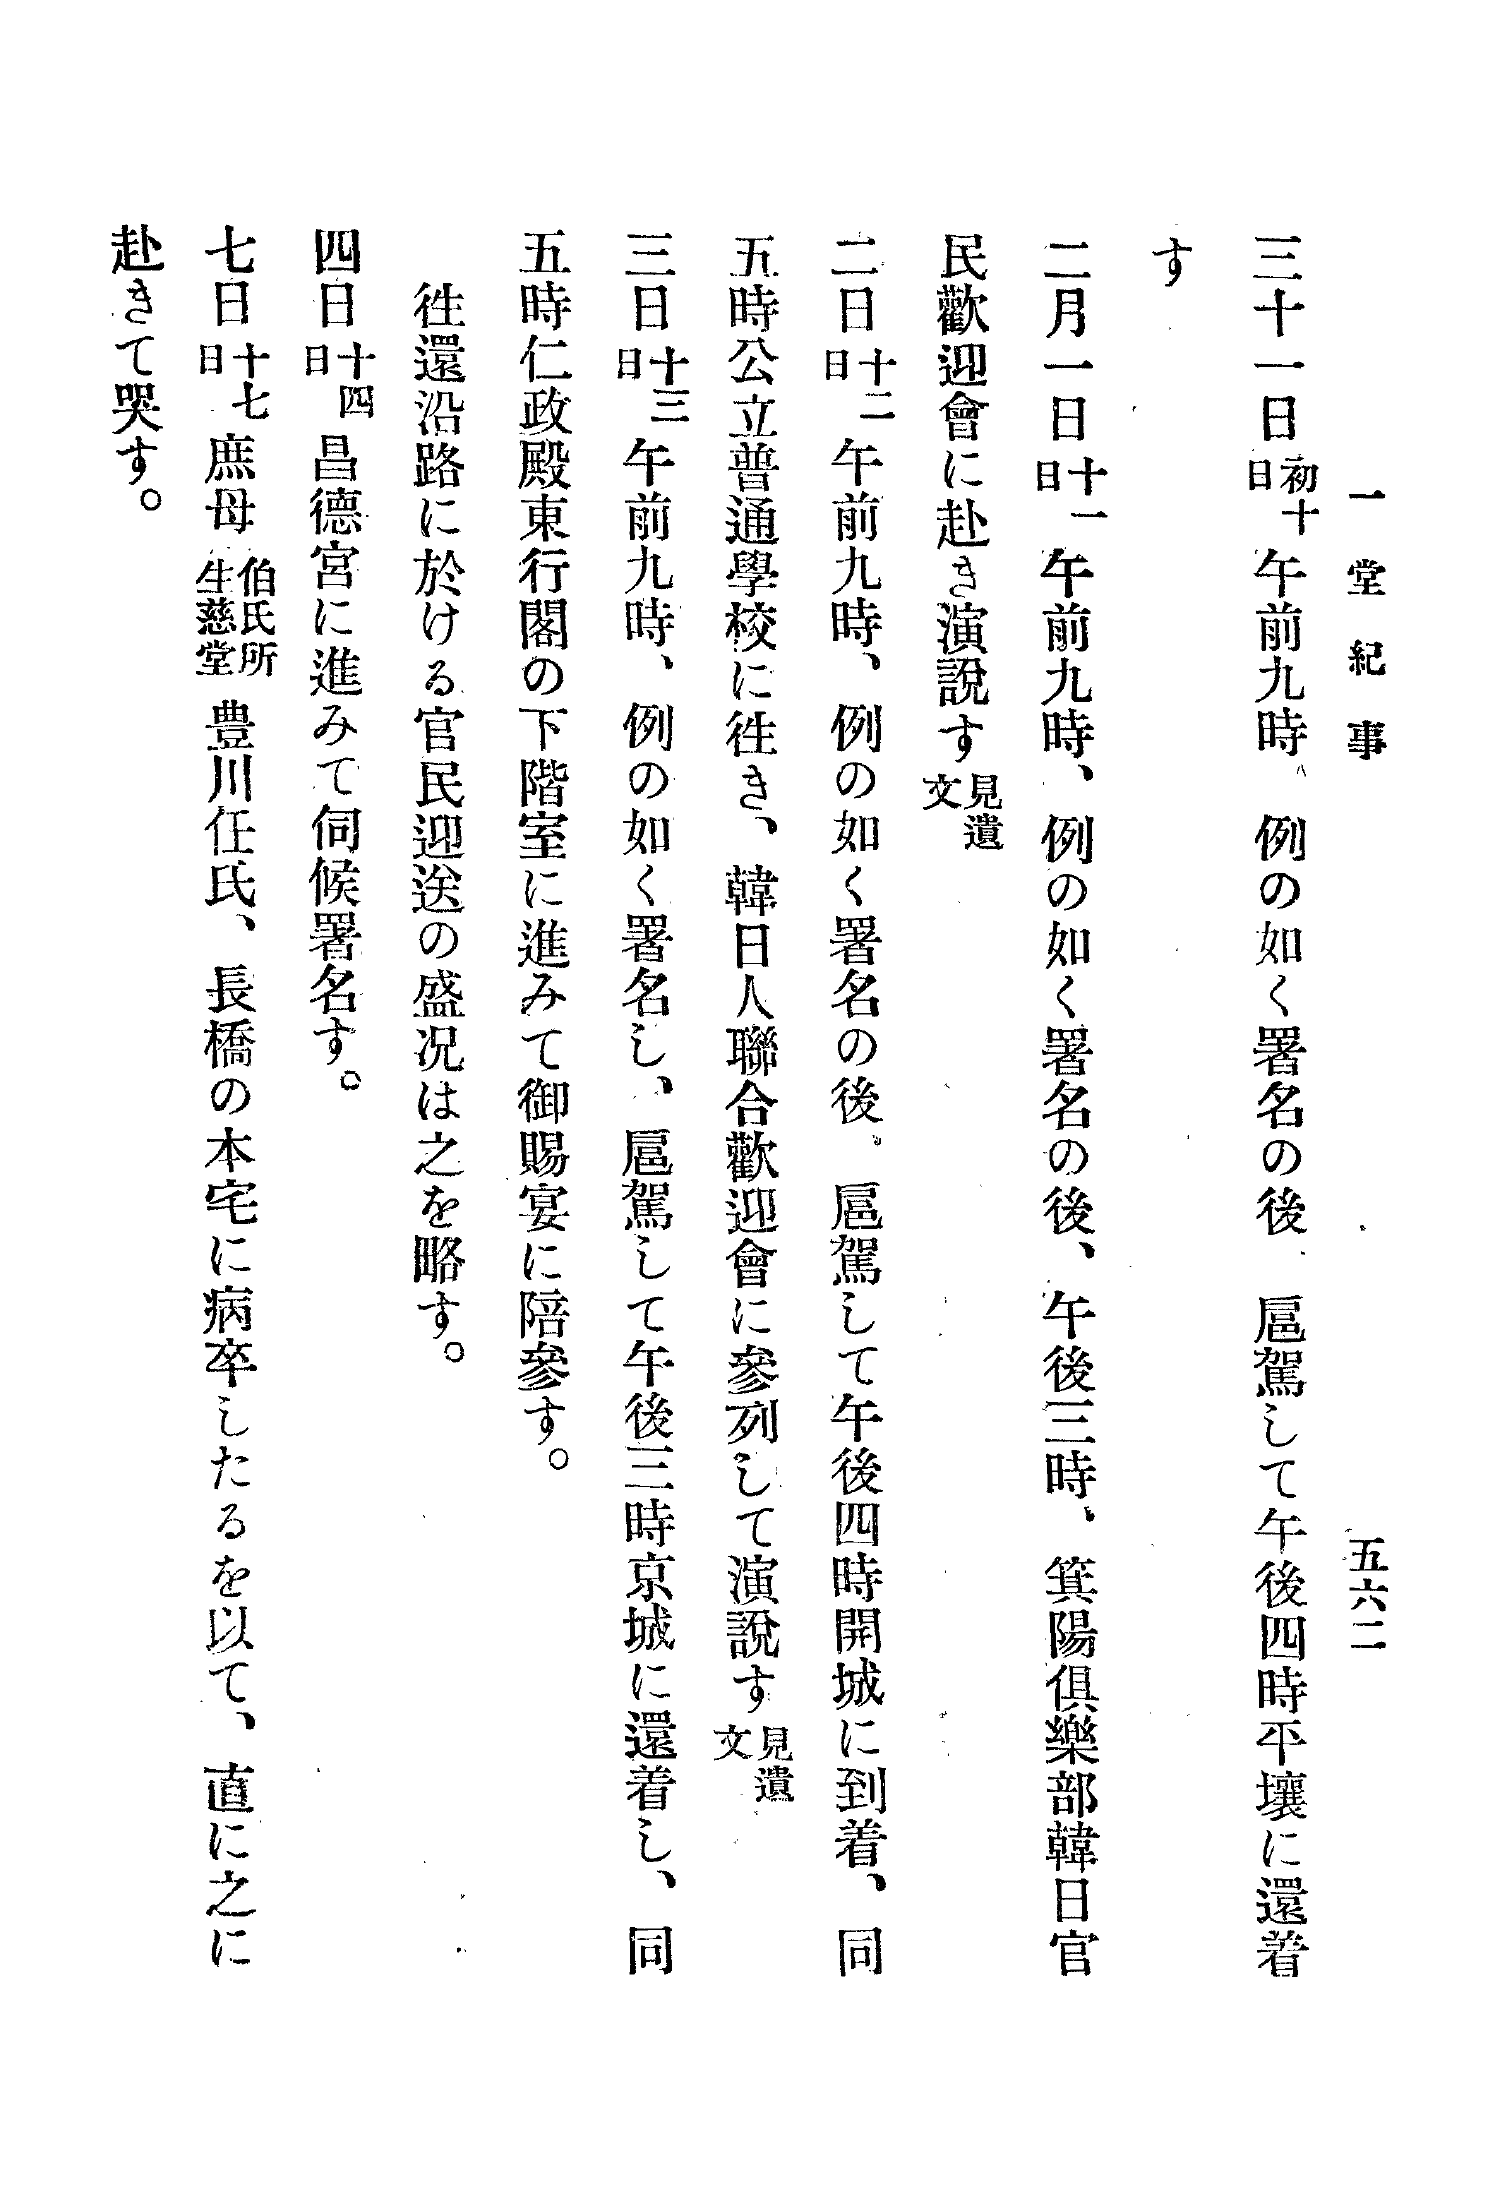 一堂紀事 五六二
三十一日初十日午前九時、例の如く署名の後、扈駕して午後四時平壤に還着
す
二月一日十一日午前九時、例の如く署名の後、午後三時、箕陽俱樂部韓日官
民歡迎會に赴き演說す見遺文
二日十二日午前九時、例の如く署名の後、扈駕して午後四時開城に到着、同
五時公立普通學校に徃き、韓日人聯合歡迎會に參列して演說す見遺文
三日十三日午前九時、例の如く署名し、扈駕して午後三時京城に還着し、同
五時仁政殿東行閣の下階室に進みて御賜宴に陪參す。
徃還沿路に於ける官民迎送の盛况は之を略す。
四日十四日昌德宮に進みて伺候署名す。
七日十七日庶母伯氏所生慈堂豊川任氏、長橋の本宅に病卒したるを以て、直に之に
赴きて哭す。